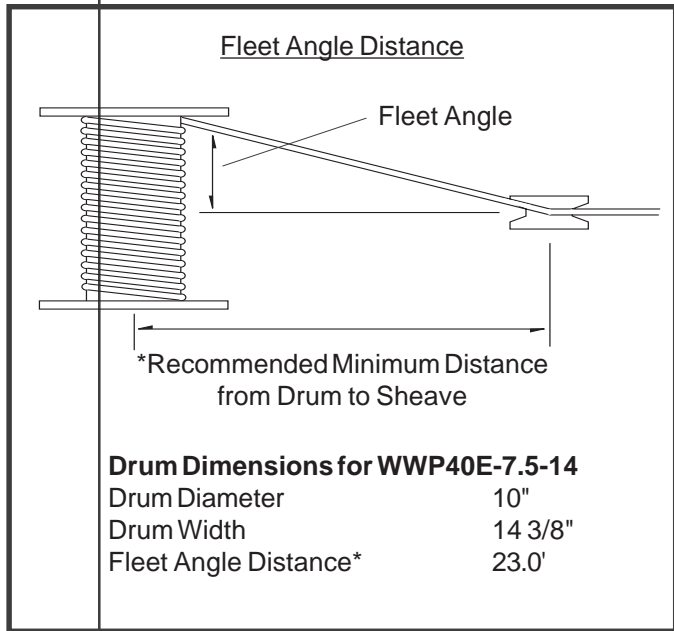 Fleet Angle Distance
Fleet Angle
*Recommended Minimum Distance
from Drum to Sheave
Drum Dimensions for WWP40E-7.5-14
Drum Diameter 10"
Drum Width 14 3/8"
Fleet Angle Distance* 23.0'